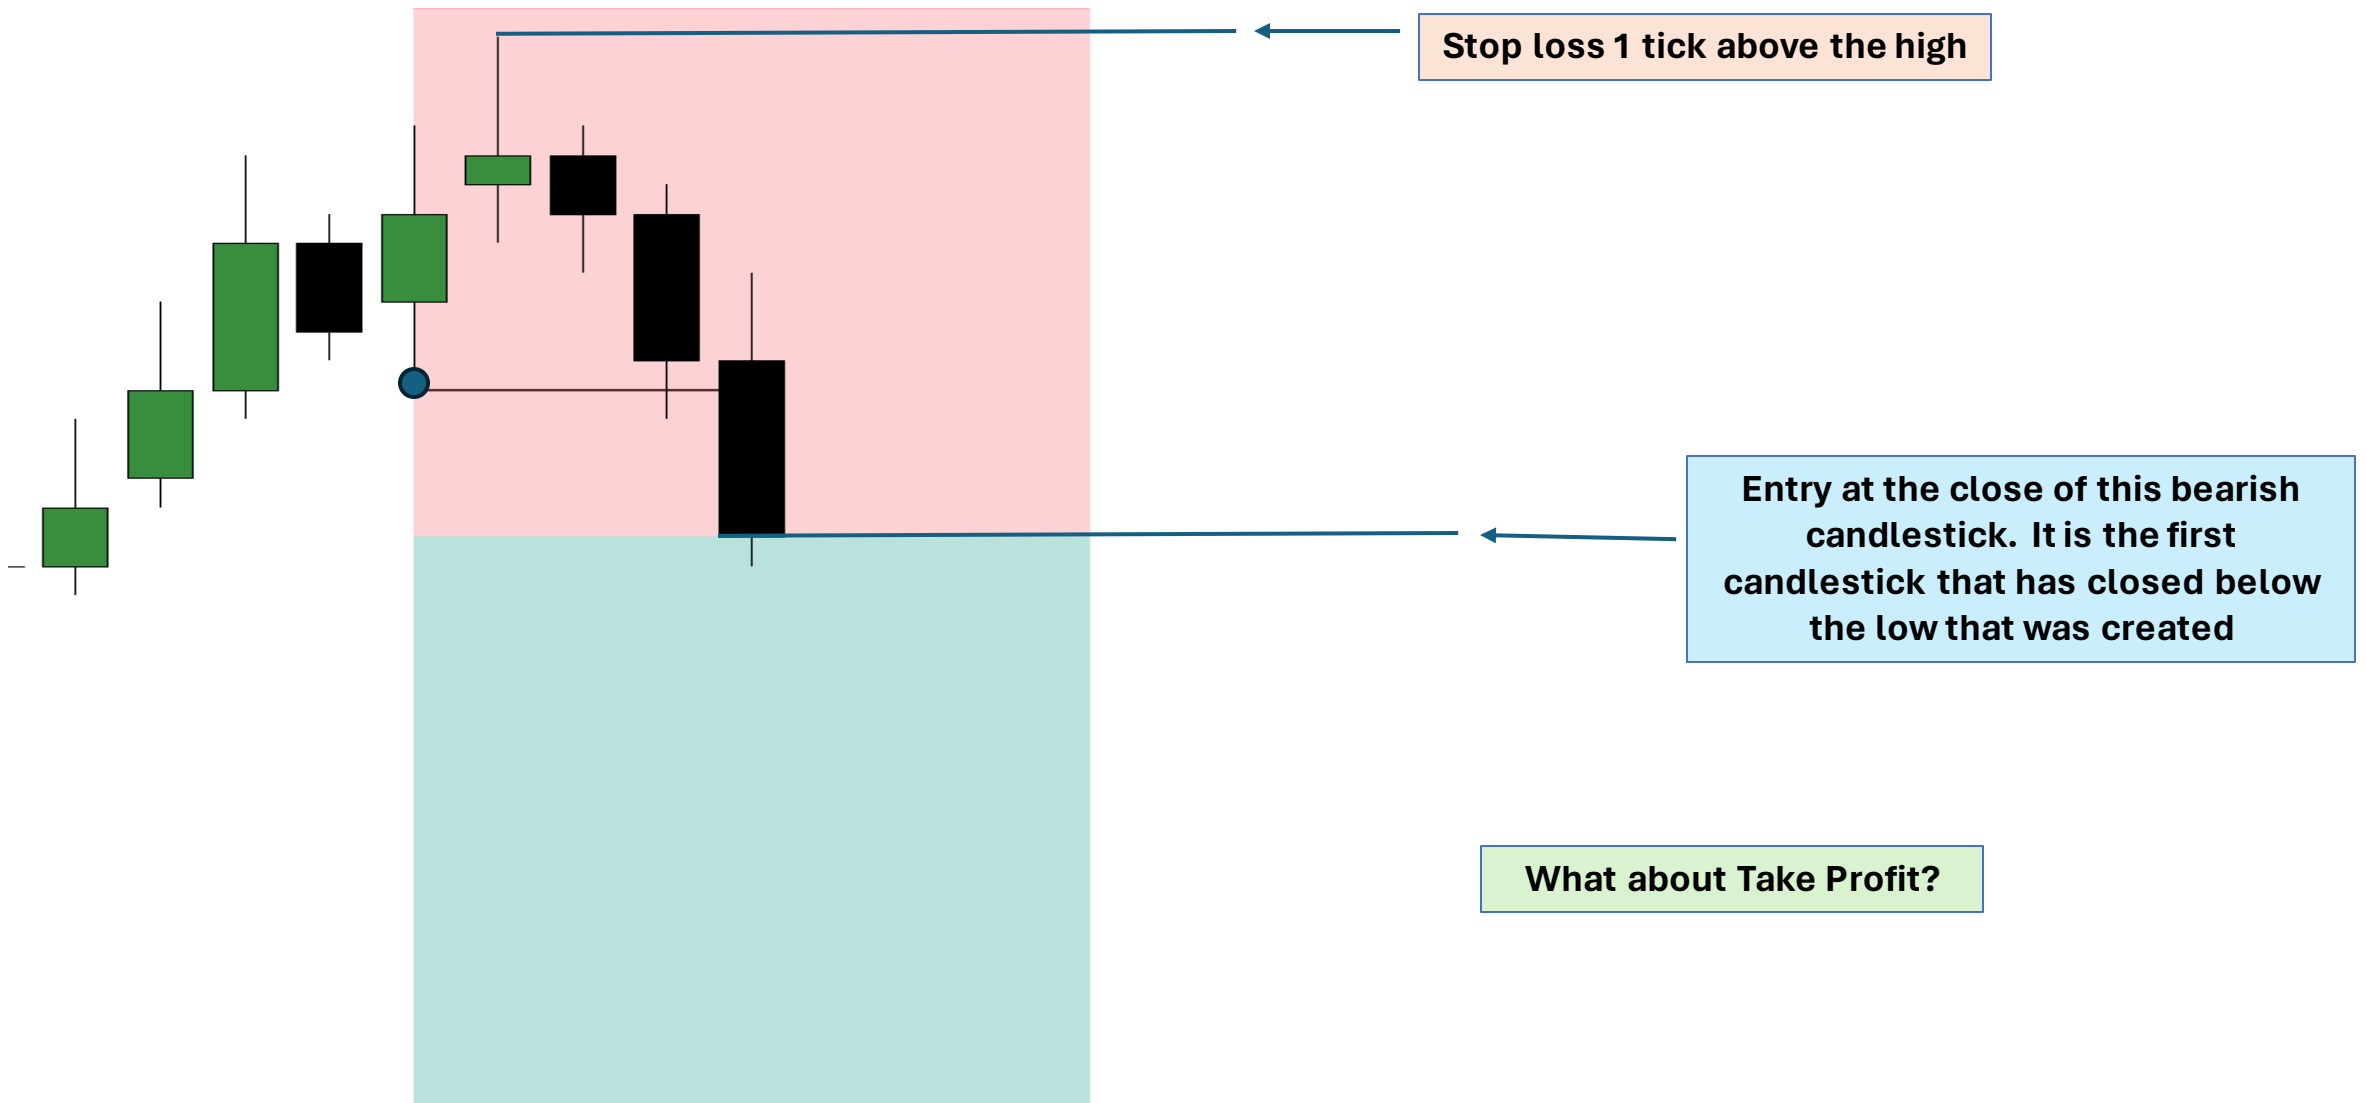 Stop loss 1 tick above the high
Entry at the close of this bearish
candlestick. It is the first
candlestick that has closed below
the low that was created
What about Take Profit?